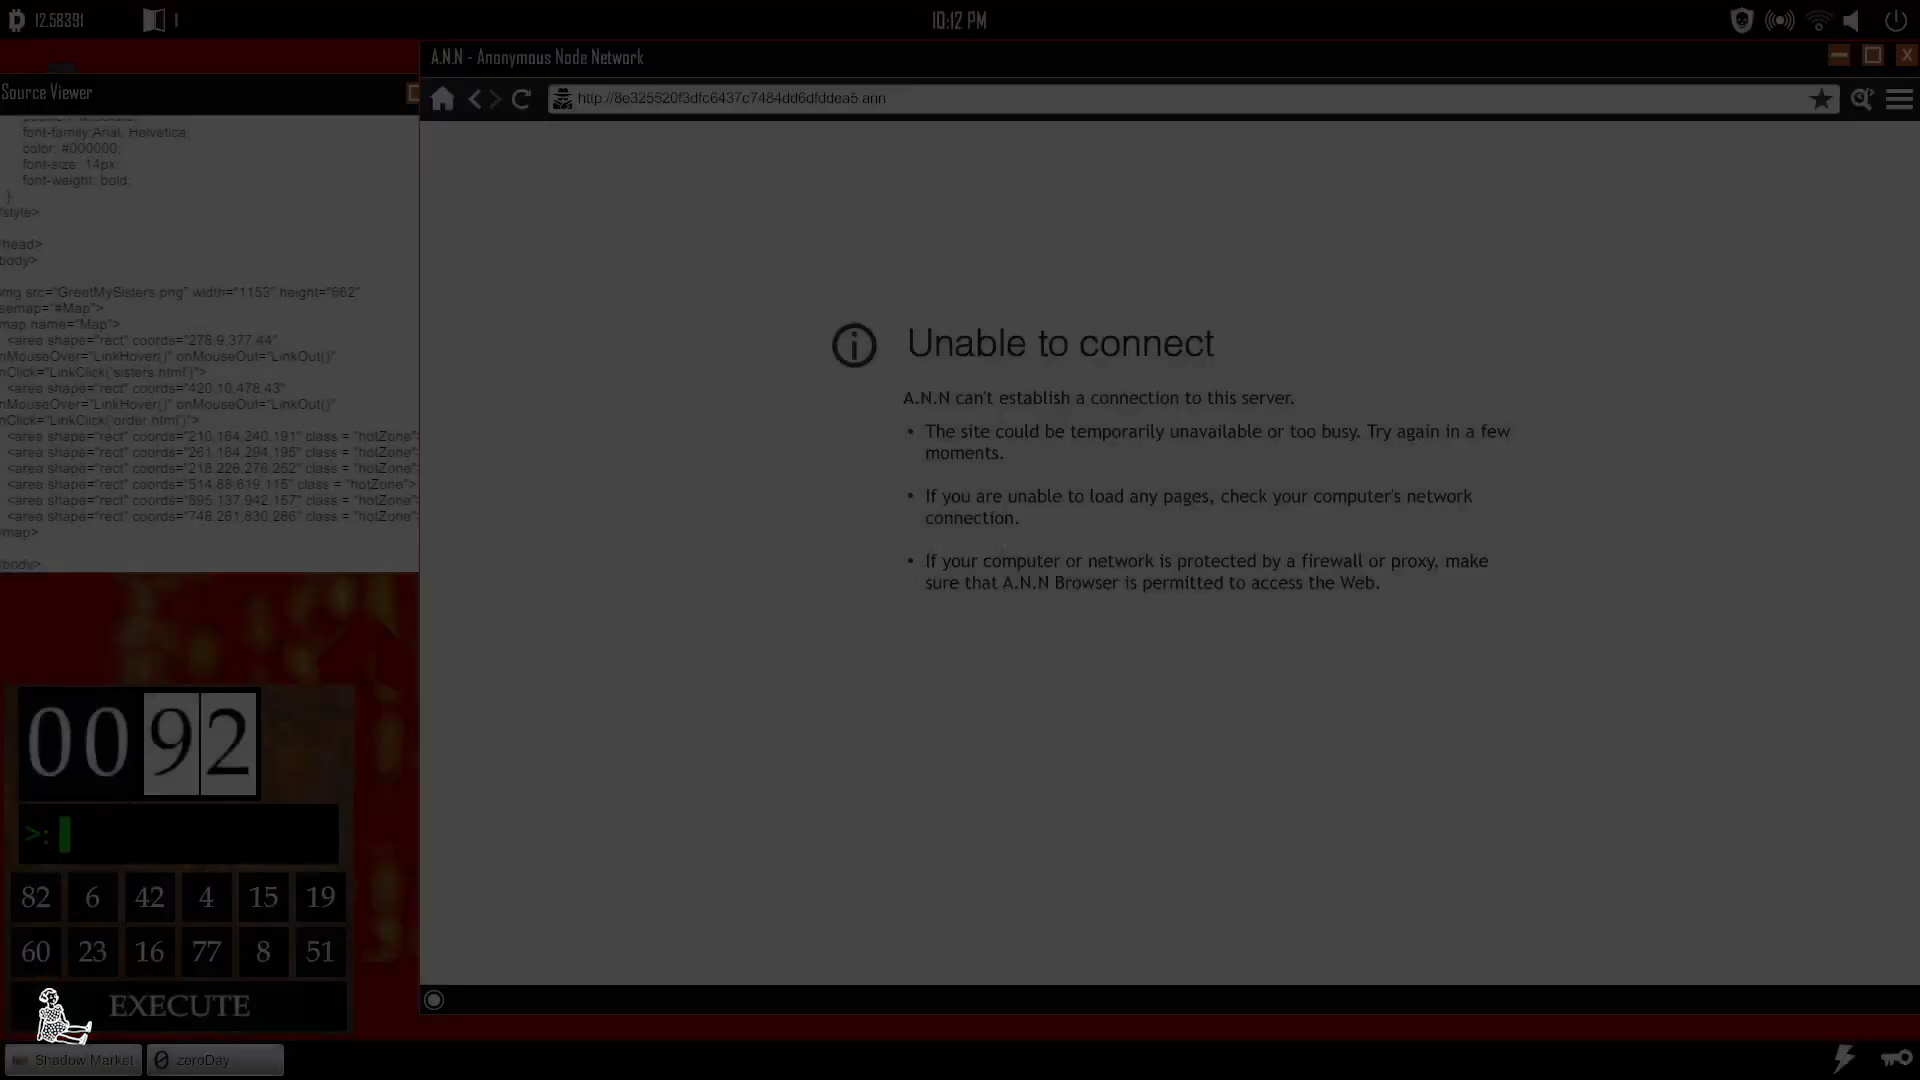 12.58391
1
10:12 PM
A.N.N - Anonymous Node Network
Source Viewer
http://8e325520f3dfc6437c7484dd6dfddea5.ann
font-family:Arial, Helvetica;
color: #000000;
font-size: 14px;
font-weight: bold;
}
/style>
/head>
body>
mg src="GreetMySisters.png" width="1153" height="662"
semap="#Map">
map name="Map">
<area shape="rect" coords="278,9,377,44"
nMouseOver="LinkHover()" onMouseOut="LinkOut()"
nClick="LinkClick('sisters.html')">
<area shape="rect" coords="420,10,478,43"
nMouseOver="LinkHover()" onMouseOut="LinkOut()"
nClick="LinkClick('order.html')">
<area shape="rect" coords="210,164,240,191" class = "hotZone">
<area shape="rect" coords="261,164,294,195" class = "hotZone">
<area shape="rect" coords="218,226,276,252" class = "hotZone">
<area shape="rect" coords="514,88,619,115" class = "hotZone">
<area shape="rect" coords="895,137,942,157" class = "hotZone">
<area shape="rect" coords="748,261,830,286" class = "hotZone">
/map>
/body>
Unable to connect
A.N.N can't establish a connection to this server.
• The site could be temporarily unavailable or too busy. Try again in a few
moments.
• If you are unable to load any pages, check your computer's network
connection.
• If your computer or network is protected by a firewall or proxy, make
sure that A.N.N Browser is permitted to access the Web.
0092
>:
82 6 42 4 15 19
60 23 16 77 8 51
EXECUTE
Shadow Market
zeroDay